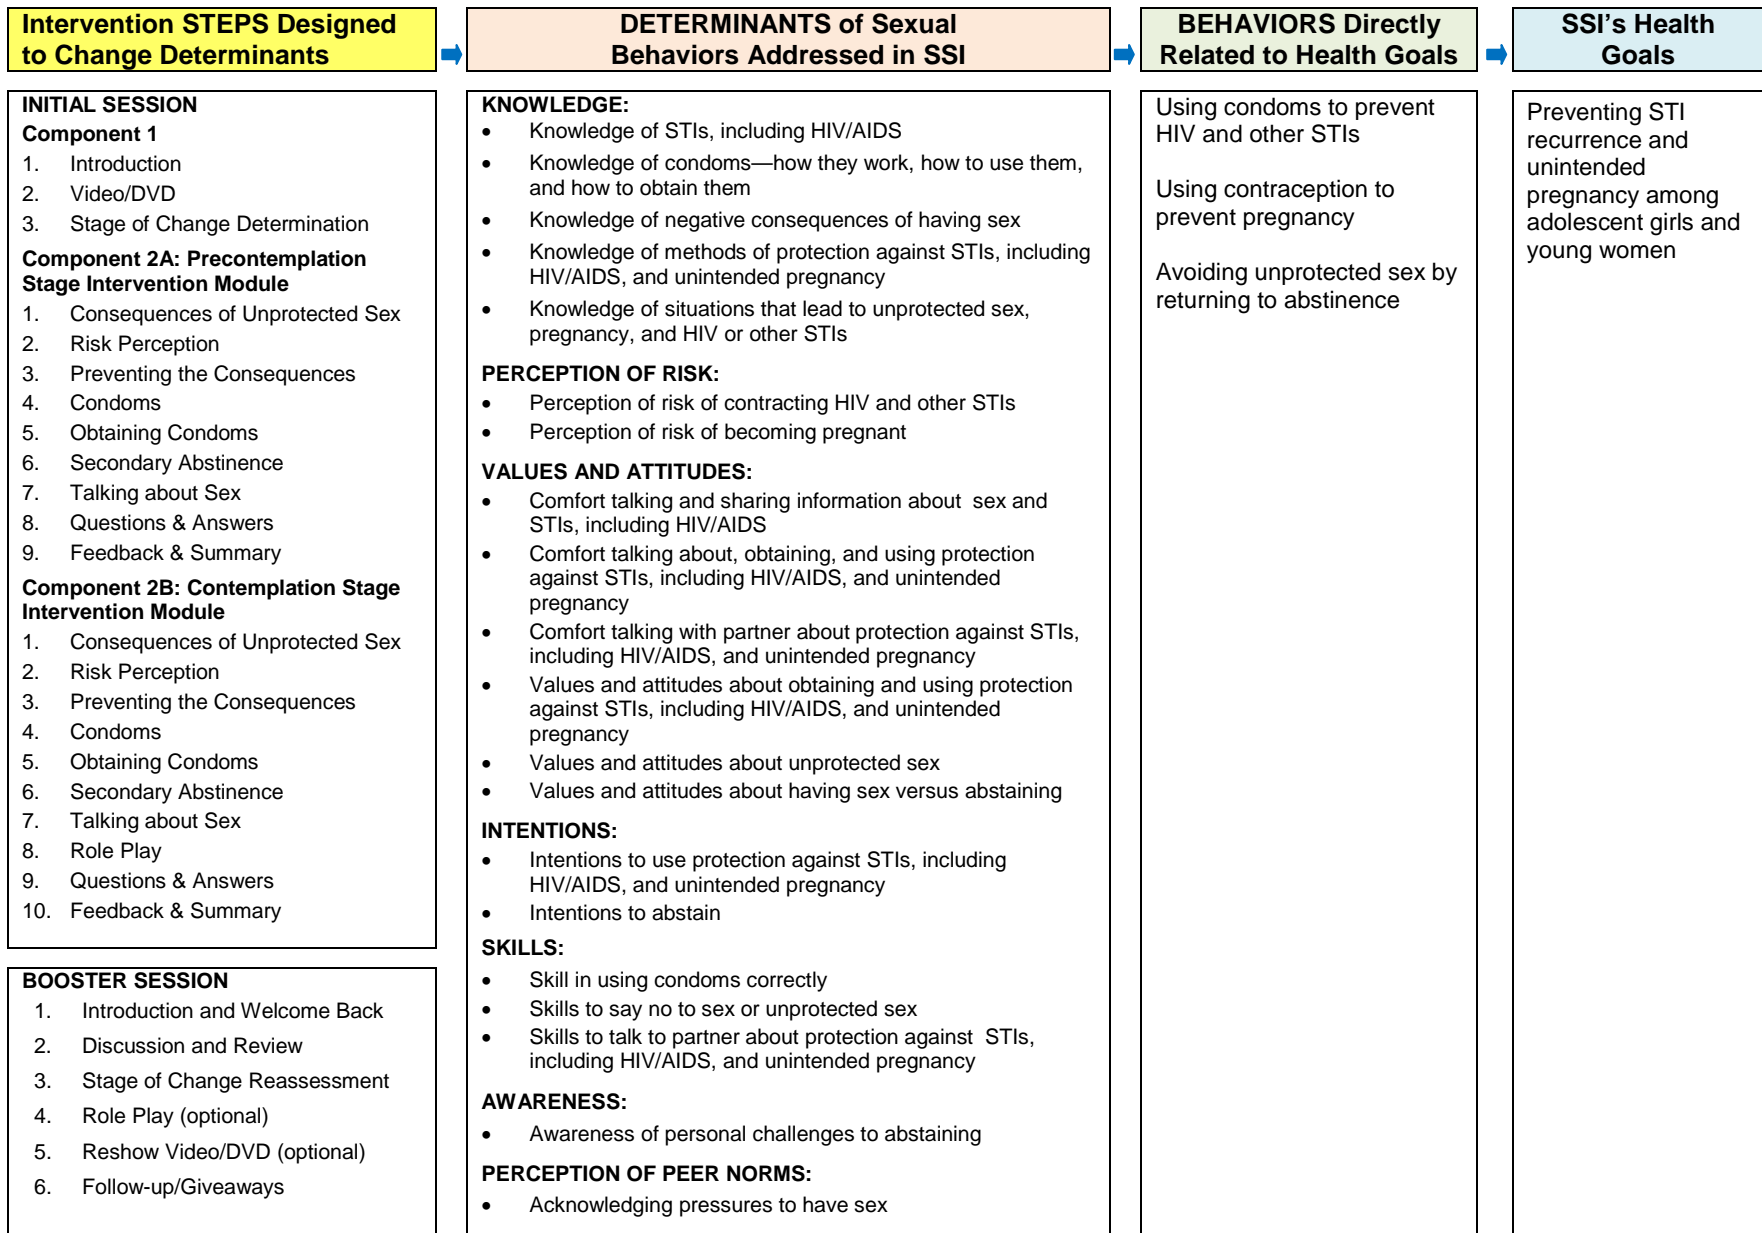 Intervention STEPS Designed
to Change Determinants
DETERMINANTS of Sexual
Behaviors Addressed in SSI
BEHAVIORS Directly
Related to Health Goals
SSI’s Health
Goals
INITIAL SESSION
Component 1
1. Introduction
2. Video/DVD
3. Stage of Change Determination
Component 2A: Precontemplation
Stage Intervention Module
1. Consequences of Unprotected Sex
2. Risk Perception
3. Preventing the Consequences
4. Condoms
5. Obtaining Condoms
6. Secondary Abstinence
7. Talking about Sex
8. Questions & Answers
9. Feedback & Summary
Component 2B: Contemplation Stage
Intervention Module
1. Consequences of Unprotected Sex
2. Risk Perception
3. Preventing the Consequences
4. Condoms
5. Obtaining Condoms
6. Secondary Abstinence
7. Talking about Sex
8. Role Play
9. Questions & Answers
10. Feedback & Summary
BOOSTER SESSION
1. Introduction and Welcome Back
2. Discussion and Review
3. Stage of Change Reassessment
4. Role Play (optional)
5. Reshow Video/DVD (optional)
6. Follow-up/Giveaways
KNOWLEDGE:
• Knowledge of STIs, including HIV/AIDS
• Knowledge of condoms—how they work, how to use them,
and how to obtain them
• Knowledge of negative consequences of having sex
• Knowledge of methods of protection against STIs, including
HIV/AIDS, and unintended pregnancy
• Knowledge of situations that lead to unprotected sex,
pregnancy, and HIV or other STIs
PERCEPTION OF RISK:
• Perception of risk of contracting HIV and other STIs
• Perception of risk of becoming pregnant
VALUES AND ATTITUDES:
• Comfort talking and sharing information about sex and
STIs, including HIV/AIDS
• Comfort talking about, obtaining, and using protection
against STIs, including HIV/AIDS, and unintended
pregnancy
• Comfort talking with partner about protection against STIs,
including HIV/AIDS, and unintended pregnancy
• Values and attitudes about obtaining and using protection
against STIs, including HIV/AIDS, and unintended
pregnancy
• Values and attitudes about unprotected sex
• Values and attitudes about having sex versus abstaining
INTENTIONS:
• Intentions to use protection against STIs, including
HIV/AIDS, and unintended pregnancy
• Intentions to abstain
SKILLS:
• Skill in using condoms correctly
• Skills to say no to sex or unprotected sex
• Skills to talk to partner about protection against STIs,
including HIV/AIDS, and unintended pregnancy
AWARENESS:
• Awareness of personal challenges to abstaining
PERCEPTION OF PEER NORMS:
• Acknowledging pressures to have sex
Using condoms to prevent
HIV and other STIs
Using contraception to
prevent pregnancy
Avoiding unprotected sex by
returning to abstinence
Preventing STI
recurrence and
unintended
pregnancy among
adolescent girls and
young women